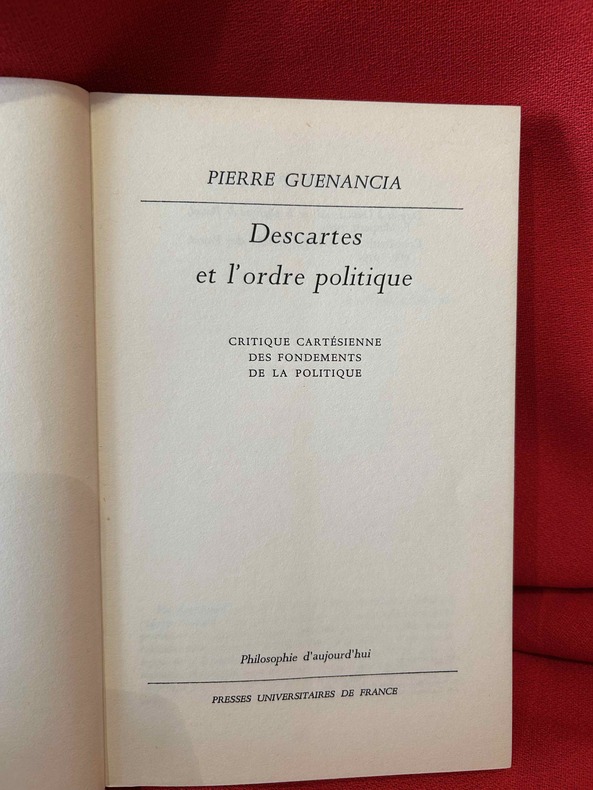 PIERRE GUENANCIA
Descartes
et l'ordre politique
CRITIQUE CARTÉSIENNE
DES FONDEMENTS
DE LA POLITIQUE
Philosophie d'aujourd'hui
PRESSES UNIVERSITAIRES DE FRANCE